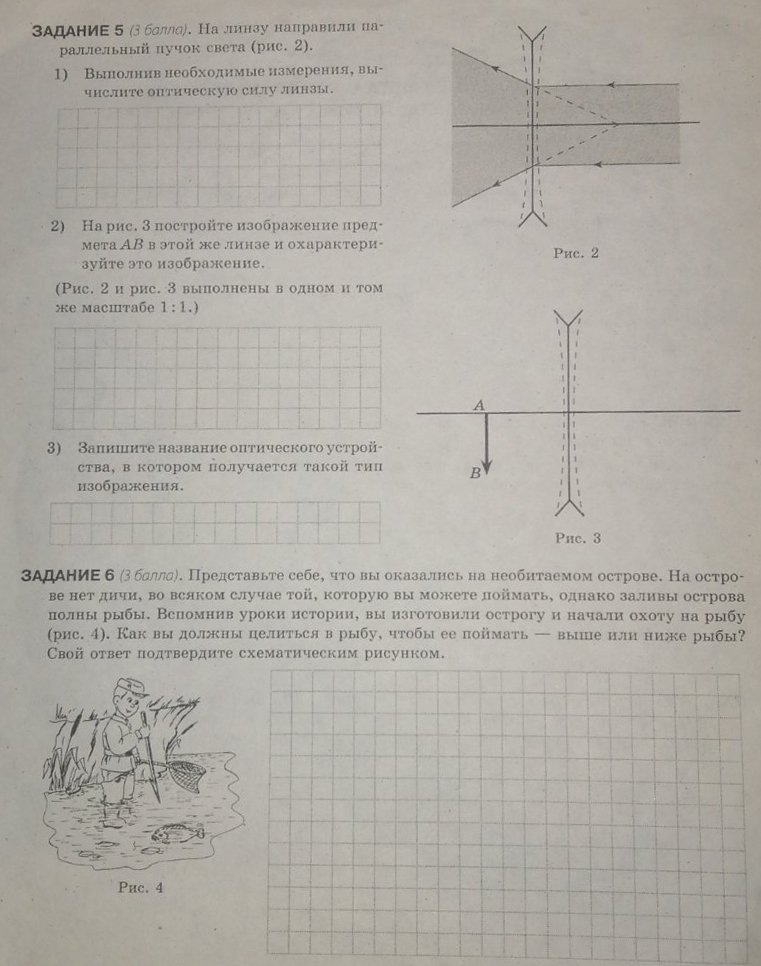 ЗАДАНИЕ 5 (3 балла). На линзу направили па-
раллельный пучок света (рис. 2).
1) Выполнив необходимые измерения, вы-
числите оптическую силу линзы.
Рис. 2
2) На рис. 3 постройте изображение пред-
мета АВ в этой же линзе и охарактери-
зуйте это изображение.
(Рис. 2 и рис. 3 выполнены в одном и том
же масштабе 1 : 1.)
A
B
Рис. 3
3) Запишите название оптического устрой-
ства, в котором получается такой тип
изображения.
ЗАДАНИЕ 6 (3 балла). Представьте себе, что вы оказались на необитаемом острове. На остро-
ве нет дичи, во всяком случае той, которую вы можете поймать, однако заливы острова
полны рыбы. Вспомнив уроки истории, вы изготовили острогу и начали охоту на рыбу
(рис. 4). Как вы должны целиться в рыбу, чтобы ее поймать — выше или ниже рыбы?
Свой ответ подтвердите схематическим рисунком.
Рис. 4